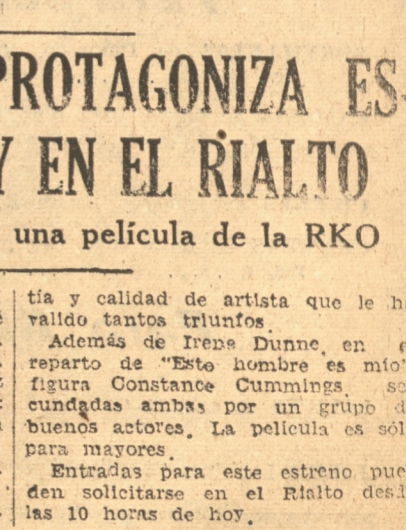 PROTAGONIZA ES-
Y EN EL RIALTO
una película de la RKO
tía y calidad de artista que le h
valido tantos triunfos.
Además de Irene Dunne, en e
reparto de "Este hombre es mío"
figura Constance Cummings, se
cundadas ambas por un grupo d
buenos actores. La película es sól
para mayores.
Entradas para este estreno pue
den solicitarse en el Rialto desd
las 10 horas de hoy.